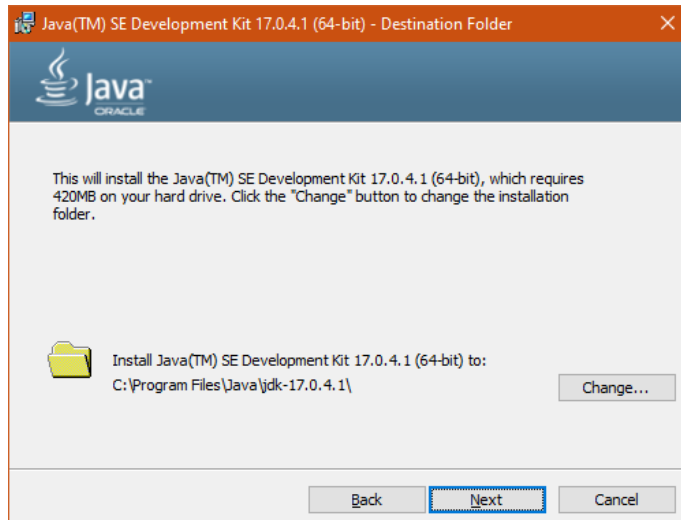 Java(TM) SE Development Kit 17.0.4.1 (64-bit) - Destination Folder
Java™
ORACLE
This will install the Java(TM) SE Development Kit 17.0.4.1 (64-bit), which requires
420MB on your hard drive. Click the "Change" button to change the installation
folder.
Install Java(TM) SE Development Kit 17.0.4.1 (64-bit) to:
C:\Program Files\Java\jdk-17.0.4.1\
Change...
Back
Next
Cancel